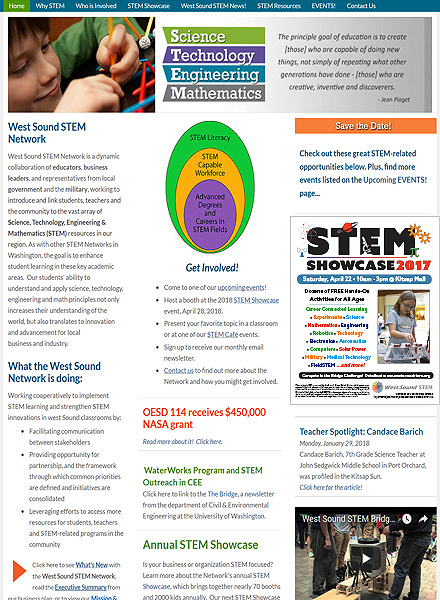 Home Why STEM Who is Involved STEM Showcase West Sound STEM News! STEM Resources EVENTS! Contact Us
Science
Technology
Engineering
Mathematics
The principle goal of education is to create
[those] who are capable of doing new
things, not simply of repeating what other
generations have done - [those] who are
creative, inventive and discoverers.
- Jean Piaget
West Sound STEM
Network
West Sound STEM Network is a dynamic
collaboration of educators, business
leaders, and representatives from local
government and the military, working to
introduce and link students, teachers and
the community to the vast array of
Science, Technology, Engineering &
Mathematics (STEM) resources in our
region. As with other STEM Networks in
Washington, the goal is to enhance
student learning in these key academic
areas. Our students' ability to
understand and apply science, technology,
engineering and math principles not only
increases their understanding of the
world, but also translates to innovation
and advancement for local
business and industry.
What the West Sound
Network is doing:
Working cooperatively to implement
STEM learning and strengthen STEM
innovations in west Sound classrooms by:
Facilitating communication
between stakeholders
Providing opportunity for
partnership, and the framework
through which common priorities
are defined and initiatives are
consolidated
Leveraging efforts to access more
resources for students, teachers
and STEM-related programs in the
community
Click here to see What's New with
the West Sound STEM Network,
read the Executive Summary from
our business plan, or to view our Mission &
STEM Literacy
STEM
Capable
Workforce
Advanced
Degrees
and
Careers in
STEM Fields
Get Involved!
Come to one of our upcoming events!
Host a booth at the 2018 STEM Showcase
event, April 28, 2018.
Present your favorite topic in a classroom
or at one of our STEM Café events.
Sign up to receive our monthly email
newsletter.
Contact us to find out more about the
Network and how you might get involved.
OESD 114 receives $450,000
NASA grant
Read more about it! Click here.
WaterWorks Program and STEM
Outreach in CEE
Click here to link to the The Bridge, a newsletter
from the department of Civil & Environmental
Engineering at the University of Washington.
Annual STEM Showcase
Is your business or organization STEM focused?
Learn more about the Network's annual STEM
Showcase, which brings together nearly 70 booths
and 2000 kids annually. Our next STEM Showcase
Save the Date!
Check out these great STEM-related
opportunities below. Plus, find more
events listed on the Upcoming EVENTS!
page...
STEM
SHOWCASE 2017
Saturday, April 22 • 10am - 3pm @ Kitsap Mall
Dozens of FREE Hands-On
Activities for All Ages
Career Connected Learning
• Experiments • Science
• Mathematics • Engineering
• Robotics • Technology
• Electronics • Aeronautics
• Computers • Solar Power
• Military • Medical Technology
• FieldSTEM ...and more!
West Sound STEM
Teacher Spotlight: Candace Barich
Monday, January 29, 2018
Candace Barich, 7th Grade Science Teacher at
John Sedgwick Middle School in Port Orchard,
was profiled in the Kitsap Sun.
Click here for the article!
West Sound STEM Bridg...